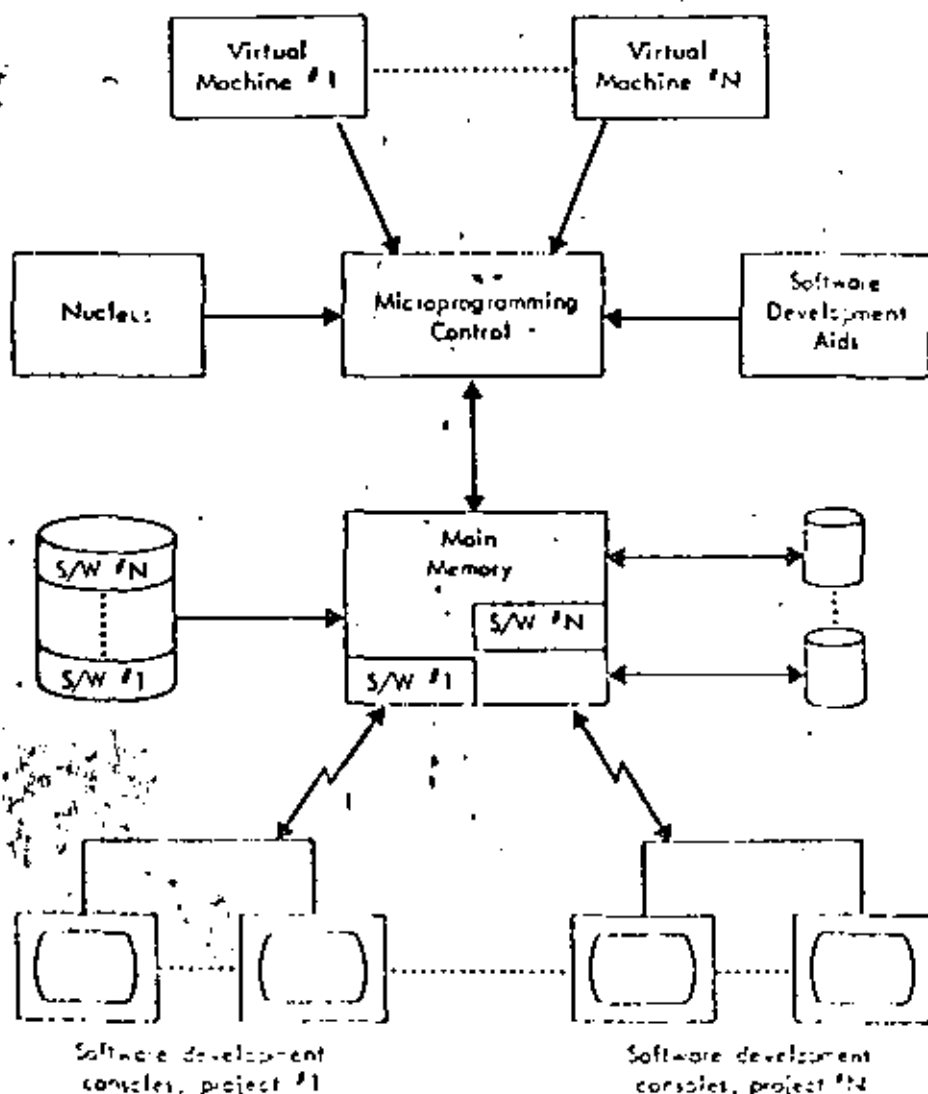 Virtual
Machine #1
Virtual
Machine #N
Nucleus
Microprogramming
Control
Software
Development
Aids
S/W #N
S/W #1
Main
Memory
S/W #N
S/W #1
Software development
consoles, project #1
Software development
consoles, project #N